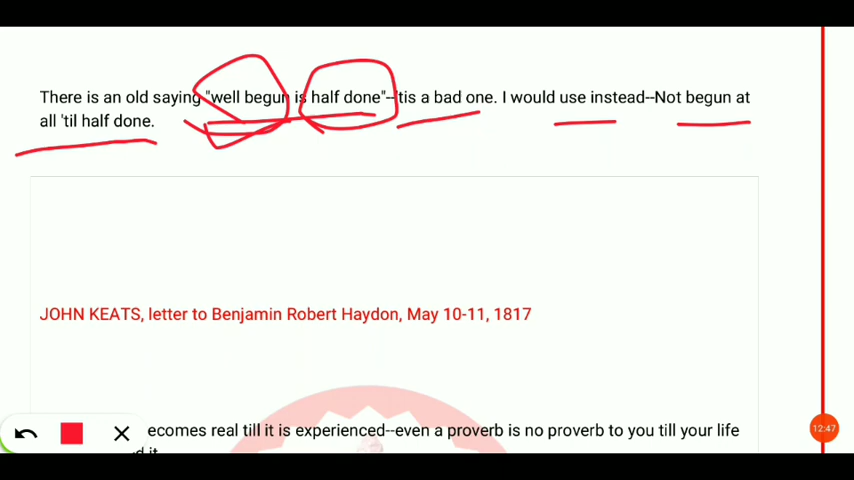 There is an old saying "well begun is half done"--'tis a bad one. I would use instead--Not begun at
all 'til half done.
JOHN KEATS, letter to Benjamin Robert Haydon, May 10-11, 1817
ecomes real till it is experienced--even a proverb is no proverb to you till your life
it
12:47